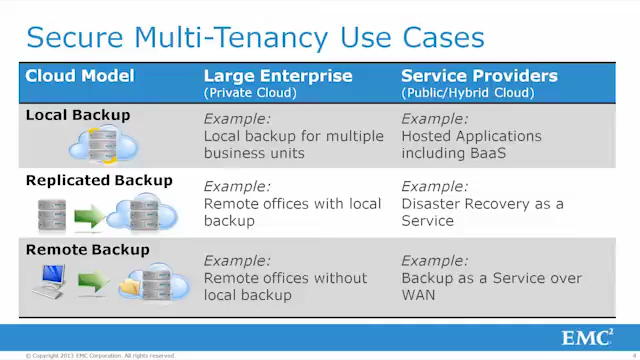 Secure Multi-Tenancy Use Cases
Cloud Model
Large Enterprise
(Private Cloud)
Service Providers
(Public/Hybrid Cloud)
Local Backup
Example:
Local backup for multiple
business units
Example:
Hosted Applications
including BaaS
Replicated Backup
Example:
Remote offices with local
backup
Example:
Disaster Recovery as a
Service
Remote Backup
Example:
Remote offices without
local backup
Example:
Backup as a Service over
WAN
EMC²
© Copyright 2013 EMC Corporation. All rights reserved.
4